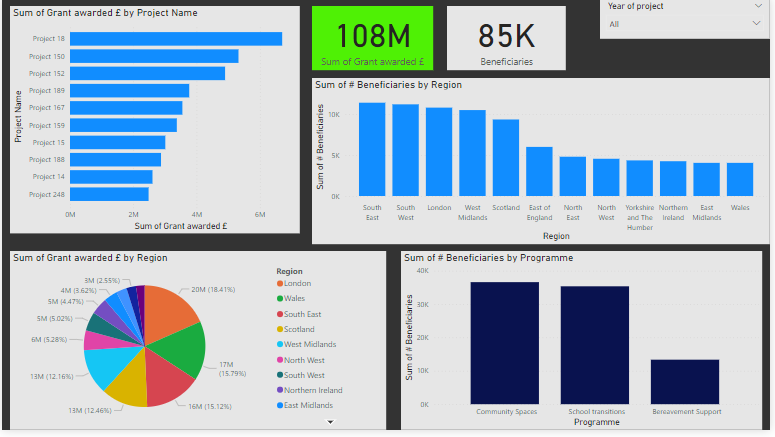 Sum of Grant awarded £ by Project Name
Project Name
Project 18
Project 150
Project 152
Project 189
Project 167
Project 159
Project 15
Project 188
Project 14
Project 248
0M 2M 4M 6M
Sum of Grant awarded £
108M
Sum of Grant awarded £
85K
Beneficiaries
Year of project
All
Sum of # Beneficiaries by Region
Sum of # Beneficiaries
10K
5K
0K
South East
South West
London
West Midlands
Scotland
East of England
North East
North West
Yorkshire and The Humber
Northern Ireland
East Midlands
Wales
Region
Sum of Grant awarded £ by Region
20M (18.41%)
17M (15.79%)
16M (15.12%)
13M (12.46%)
13M (12.16%)
6M (5.28%)
5M (5.02%)
5M (4.47%)
4M (3.62%)
3M (2.55%)
Region
London
Wales
South East
Scotland
West Midlands
North West
South West
Northern Ireland
East Midlands
Sum of # Beneficiaries by Programme
Sum of # Beneficiaries
40K
30K
20K
10K
0K
Community Spaces
School transitions
Bereavement Support
Programme